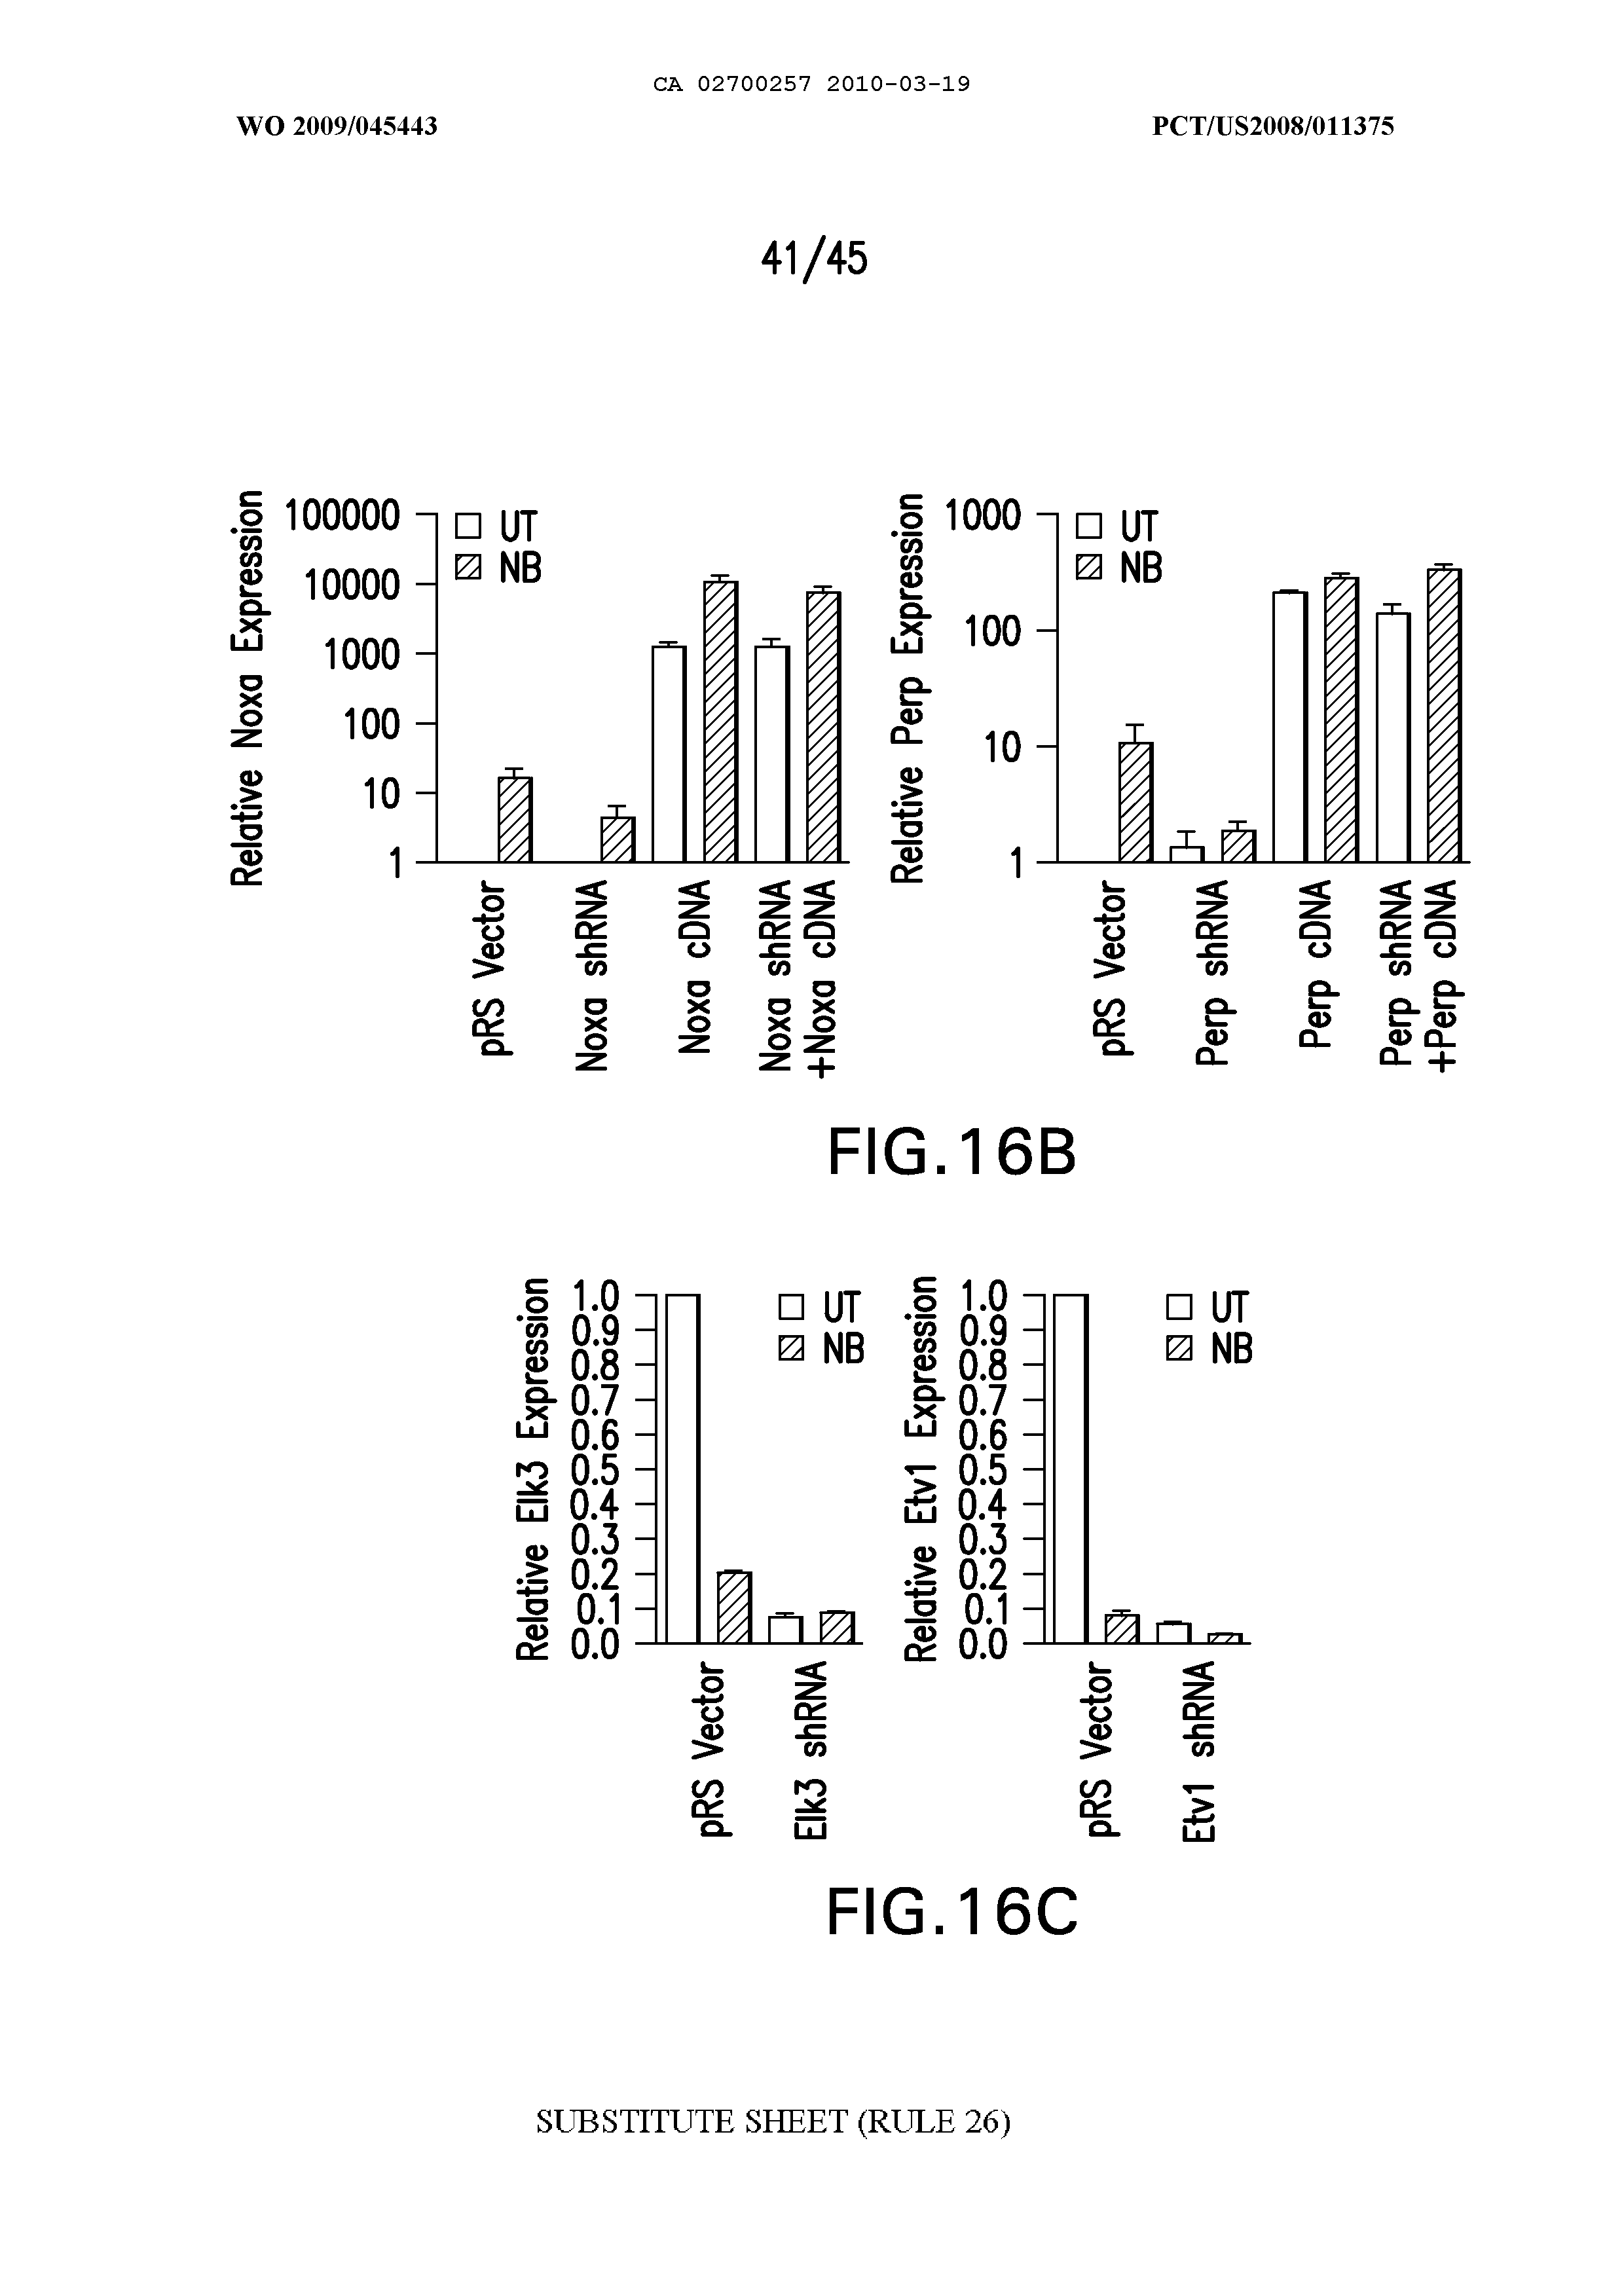 CA 02700257 2010-03-19
WO 2009/045443
PCT/US2008/011375
41/45
Relative Noxa Expression
100000
10000
1000
100
10
1
UT
NB
pRS Vector
Noxa shRNA
Noxa cDNA
Noxa shRNA
+Noxa cDNA
Relative Perp Expression
1000
100
10
1
UT
NB
pRS Vector
Perp shRNA
Perp cDNA
Perp shRNA
+Perp cDNA
FIG.16B
Relative Elk3 Expression
1.0
0.9
0.8
0.7
0.6
0.5
0.4
0.3
0.2
0.1
0.0
UT
NB
pRS Vector
Elk3 shRNA
Relative Etv1 Expression
1.0
0.9
0.8
0.7
0.6
0.5
0.4
0.3
0.2
0.1
0.0
UT
NB
pRS Vector
Etv1 shRNA
FIG.16C
SUBSTITUTE SHEET (RULE 26)